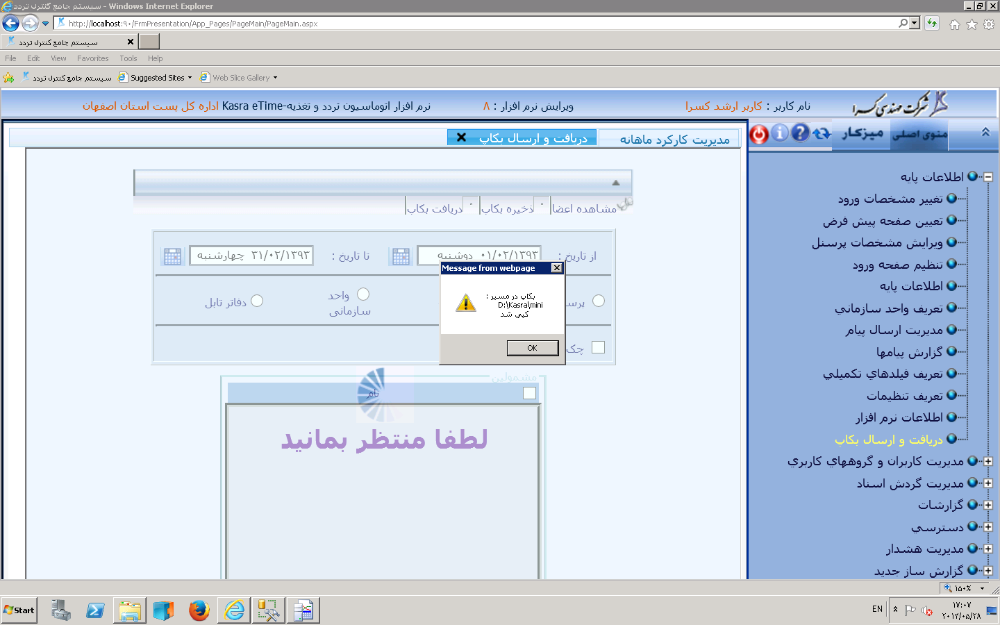 سیستم جامع کنترل تردد - Windows Internet Explorer
http://localhost:۹۰/FrmPresentation/App_Pages/PageMain/PageMain.aspx
سیستم جامع کنترل تردد
File Edit View Favorites Tools Help
سیستم جامع کنترل تردد Suggested Sites Web Slice Gallery
شرکت مهندسی کسرا
نام کاربر : کاربر ارشد کسرا
ویرایش نرم افزار : ۸
نرم افزار اتوماسیون تردد و تغذیه-Kasra eTime اداره کل پست استان اصفهان
منوی اصلی میزکار
مدیریت کارکرد ماهانه
دریافت و ارسال بکاپ
مشاهده اعضا - ذخیره بکاپ - دریافت بکاپ
از تاریخ : ۰۱/۰۲/۱۳۹۳ دوشنبه
تا تاریخ : ۳۱/۰۲/۱۳۹۳ چهارشنبه
پرس
واحد سازمانی
دفاتر تابل
چک
Message from webpage
بکاپ در مسیر :
D:\Kasra\mini
کپی شد
OK
مشمولین
نام
لطفا منتظر بمانید
اطلاعات پایه
تغییر مشخصات ورود
تعیین صفحه پیش فرض
ویرایش مشخصات پرسنل
تنظیم صفحه ورود
اطلاعات پایه
تعریف واحد سازماني
مدیریت ارسال پیام
گزارش پیامها
تعریف فیلدهاي تکمیلي
تعریف تنظیمات
اطلاعات نرم افزار
دریافت و ارسال بکاپ
مدیریت کاربران و گروههاي کاربري
مدیریت گردش اسناد
گزارشات
دسترسي
مدیریت هشدار
گزارش ساز جدید
۱۵۰%
Start
EN
۱۷:۰۷
۲۰۱۴/۰۵/۲۸